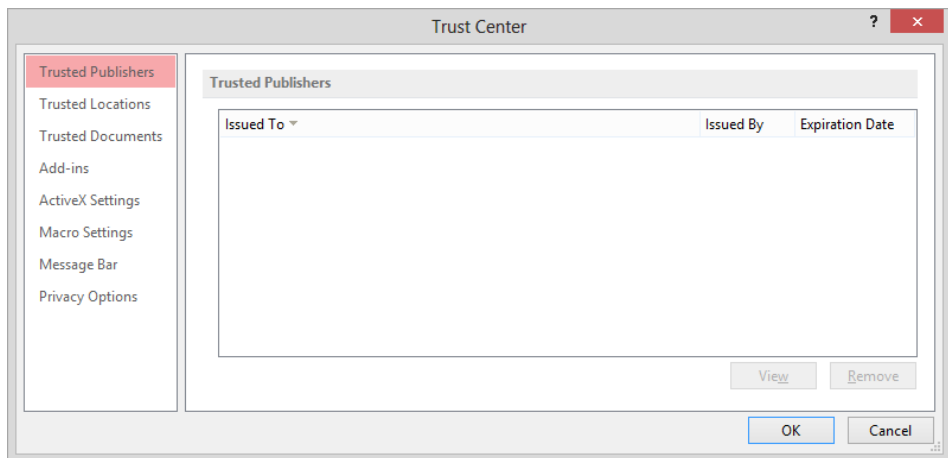 Trust Center
?
Trusted Publishers
Trusted Locations
Trusted Documents
Add-ins
ActiveX Settings
Macro Settings
Message Bar
Privacy Options
Trusted Publishers
Issued To Issued By Expiration Date
View Remove
OK Cancel